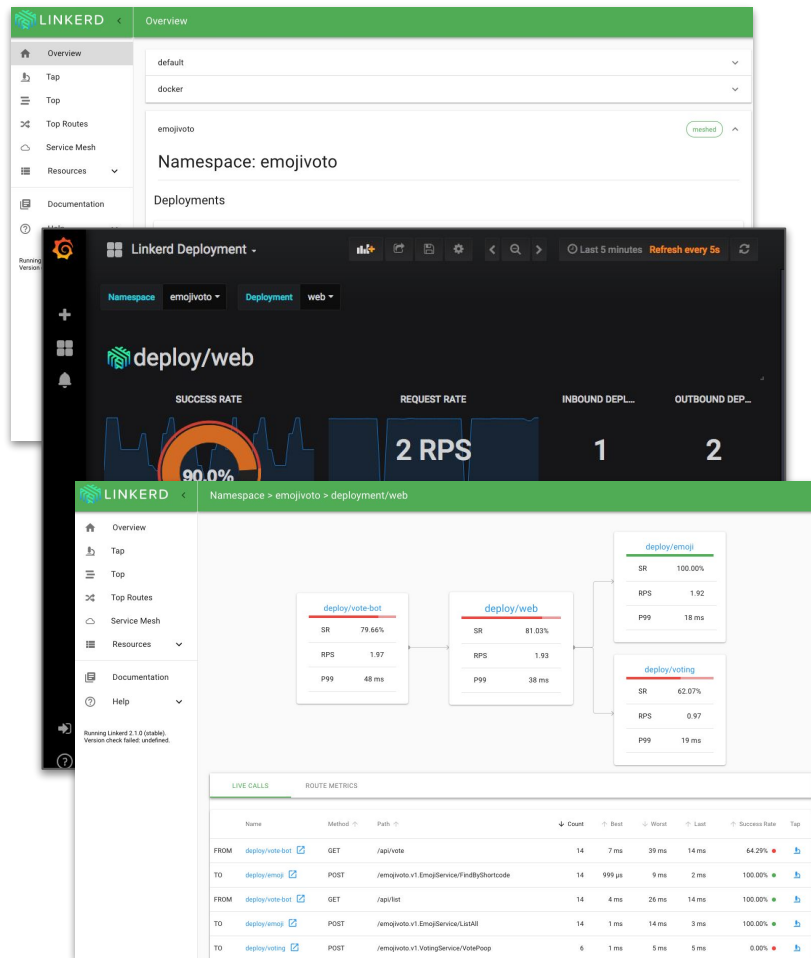 LINKERD < Overview
Overview
Tap
Top
Top Routes
Service Mesh
Resources
Documentation
Running
Version
default
docker
emojivoto meshed
Namespace: emojivoto
Deployments
Linkerd Deployment Last 5 minutes Refresh every 5s
Namespace emojivoto Deployment web
deploy/web
SUCCESS RATE REQUEST RATE INBOUND DEPL... OUTBOUND DEP...
90.0% 2 RPS 1 2
LINKERD < Namespace > emojivoto > deployment/web
Overview
Tap
Top
Top Routes
Service Mesh
Resources
Documentation
Help
Running Linkerd 2.1.0 (stable).
Version check failed: undefined.
deploy/vote-bot
SR 79.66%
RPS 1.97
P99 48 ms
deploy/web
SR 81.03%
RPS 1.93
P99 38 ms
deploy/emoji
SR 100.00%
RPS 1.92
P99 18 ms
deploy/voting
SR 62.07%
RPS 0.97
P99 19 ms
LIVE CALLS ROUTE METRICS
Name Method Path Count Best Worst Last Success Rate Tap
FROM deploy/vote-bot GET /api/vote 14 7 ms 39 ms 14 ms 64.29%
TO deploy/emoji POST /emojivoto.v1.EmojiService/FindByShortcode 14 999 µs 9 ms 2 ms 100.00%
FROM deploy/vote-bot GET /api/list 14 4 ms 26 ms 14 ms 100.00%
TO deploy/emoji POST /emojivoto.v1.EmojiService/ListAll 14 1 ms 14 ms 3 ms 100.00%
TO deploy/voting POST /emojivoto.v1.VotingService/VotePoop 6 1 ms 5 ms 5 ms 0.00%